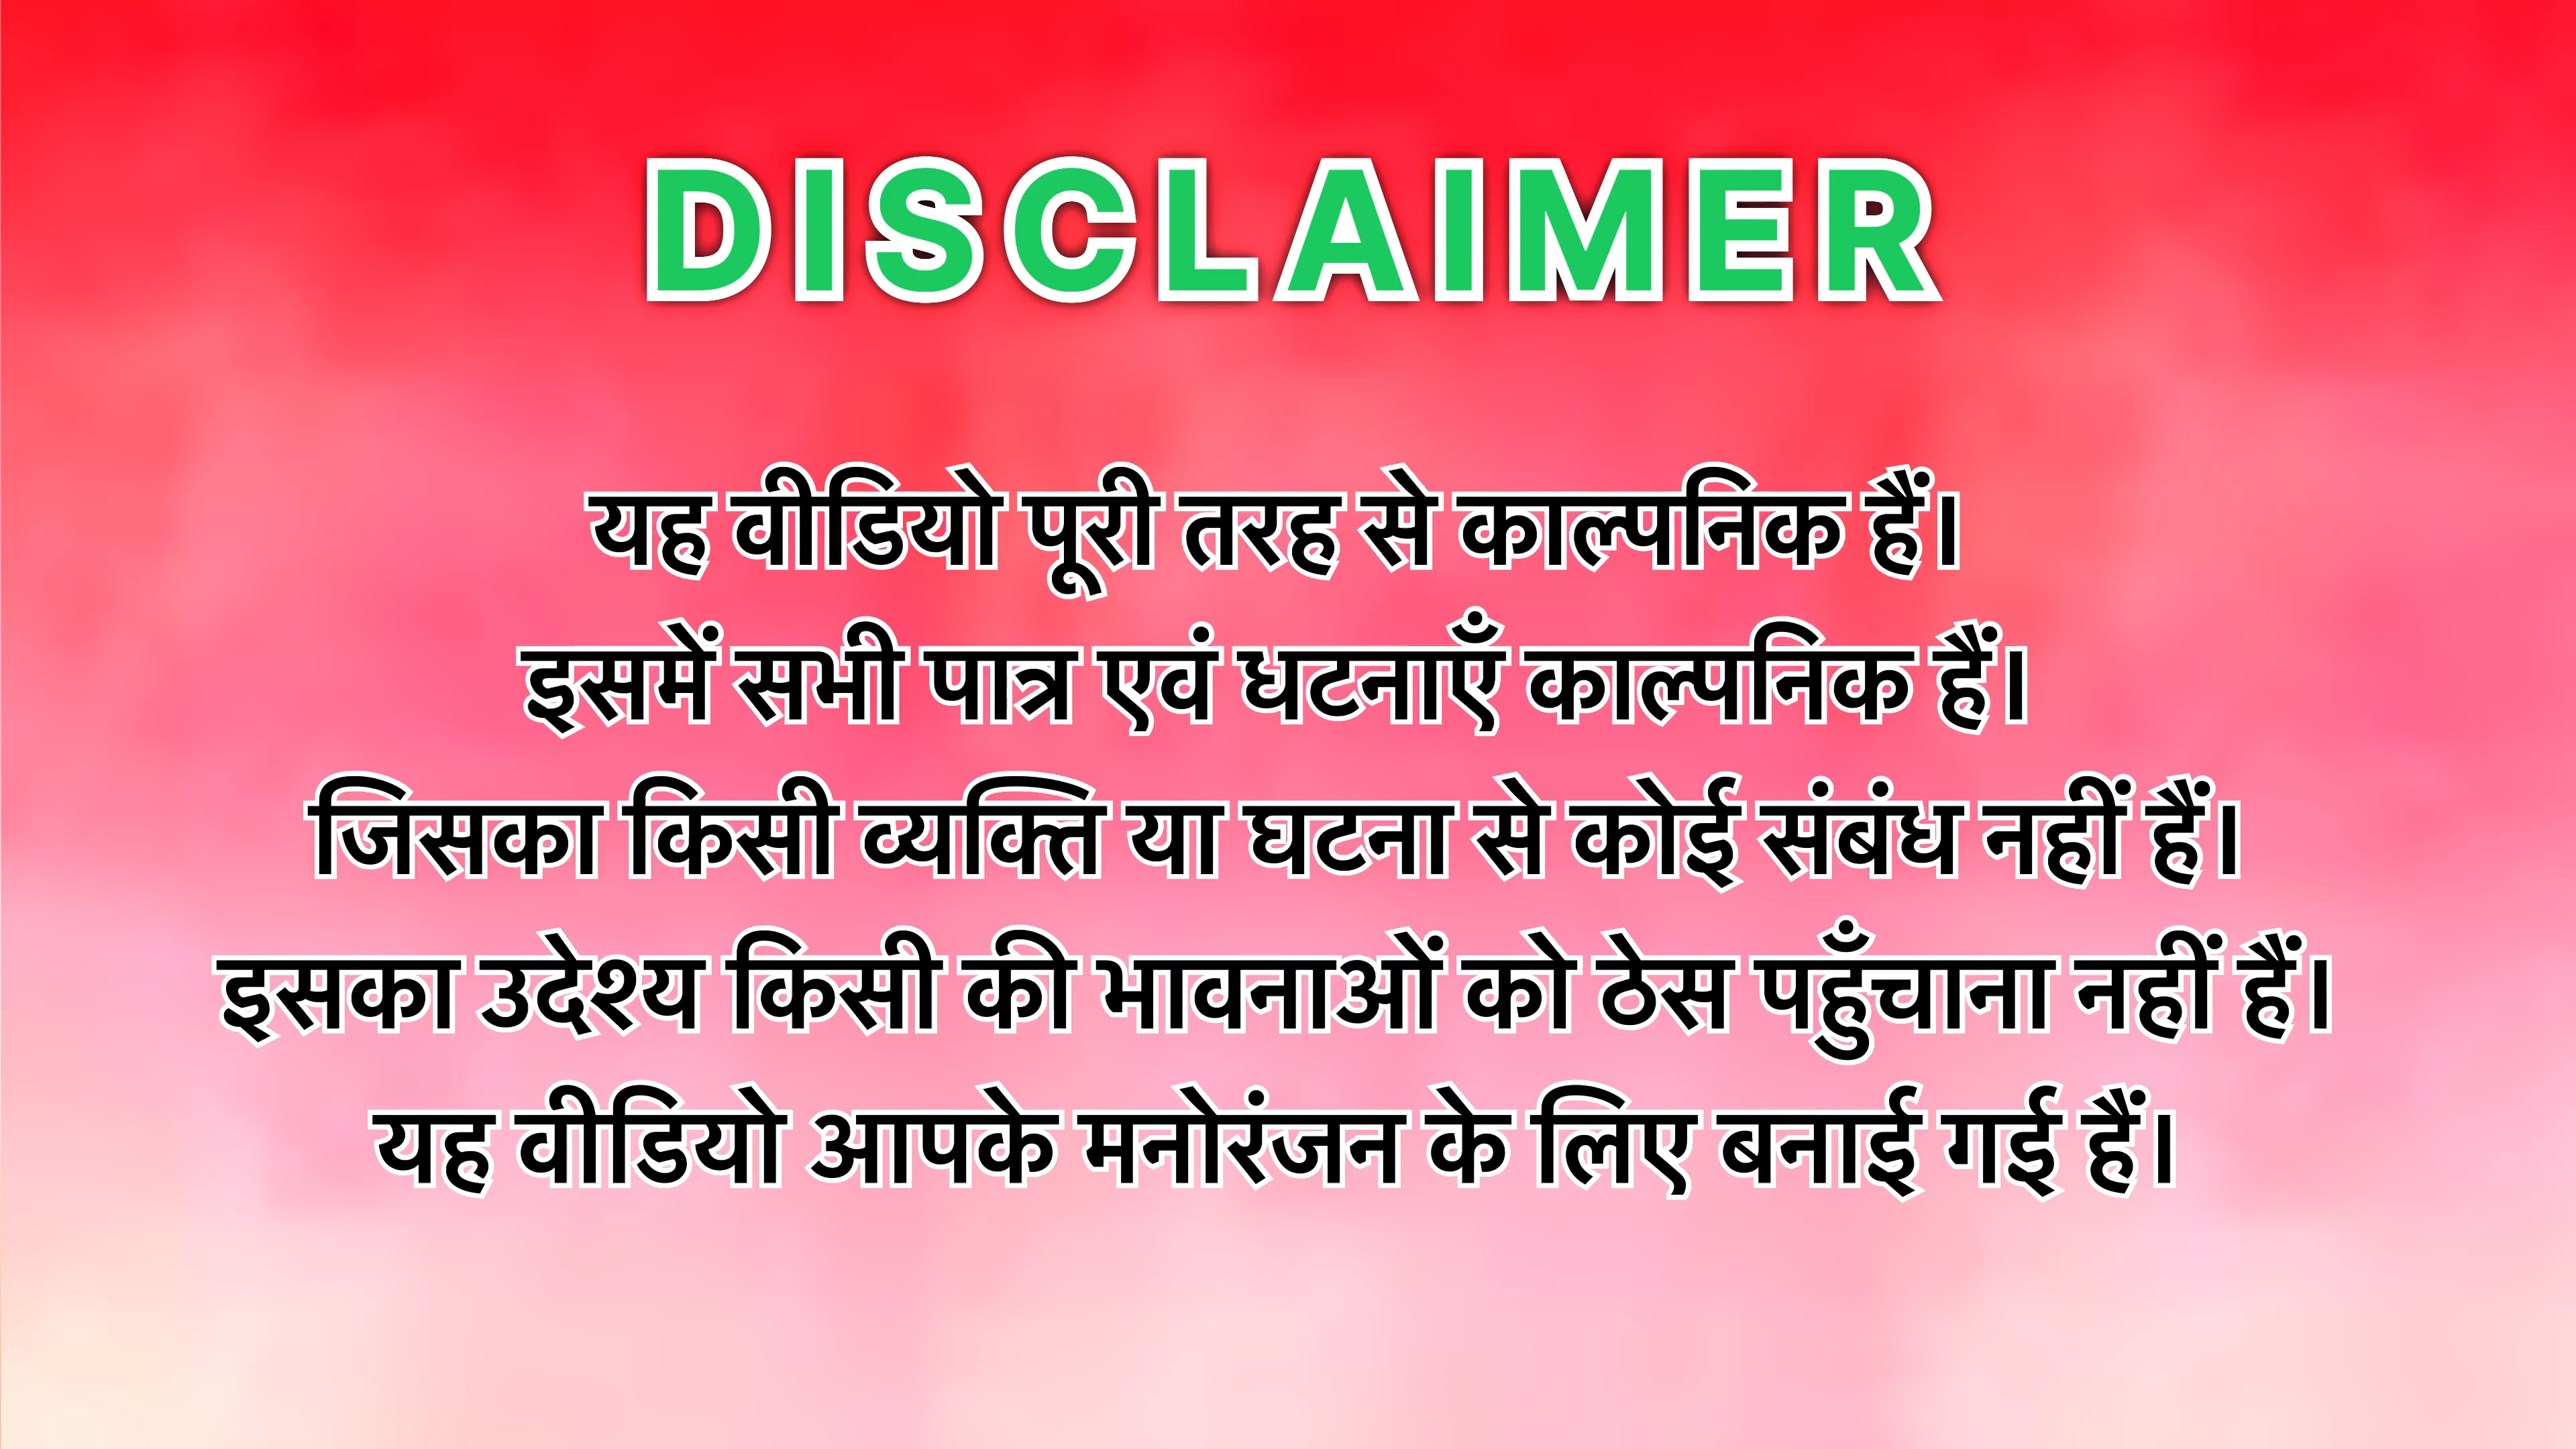 DISCLAIMER
यह वीडियो पूरी तरह से काल्पनिक हैं।
इसमें सभी पात्र एवं धटनाएँ काल्पनिक हैं।
जिसका किसी व्यक्ति या घटना से कोई संबंध नहीं हैं।
इसका उदेश्य किसी की भावनाओं को ठेस पहुँचाना नहीं हैं।
यह वीडियो आपके मनोरंजन के लिए बनाई गई हैं।